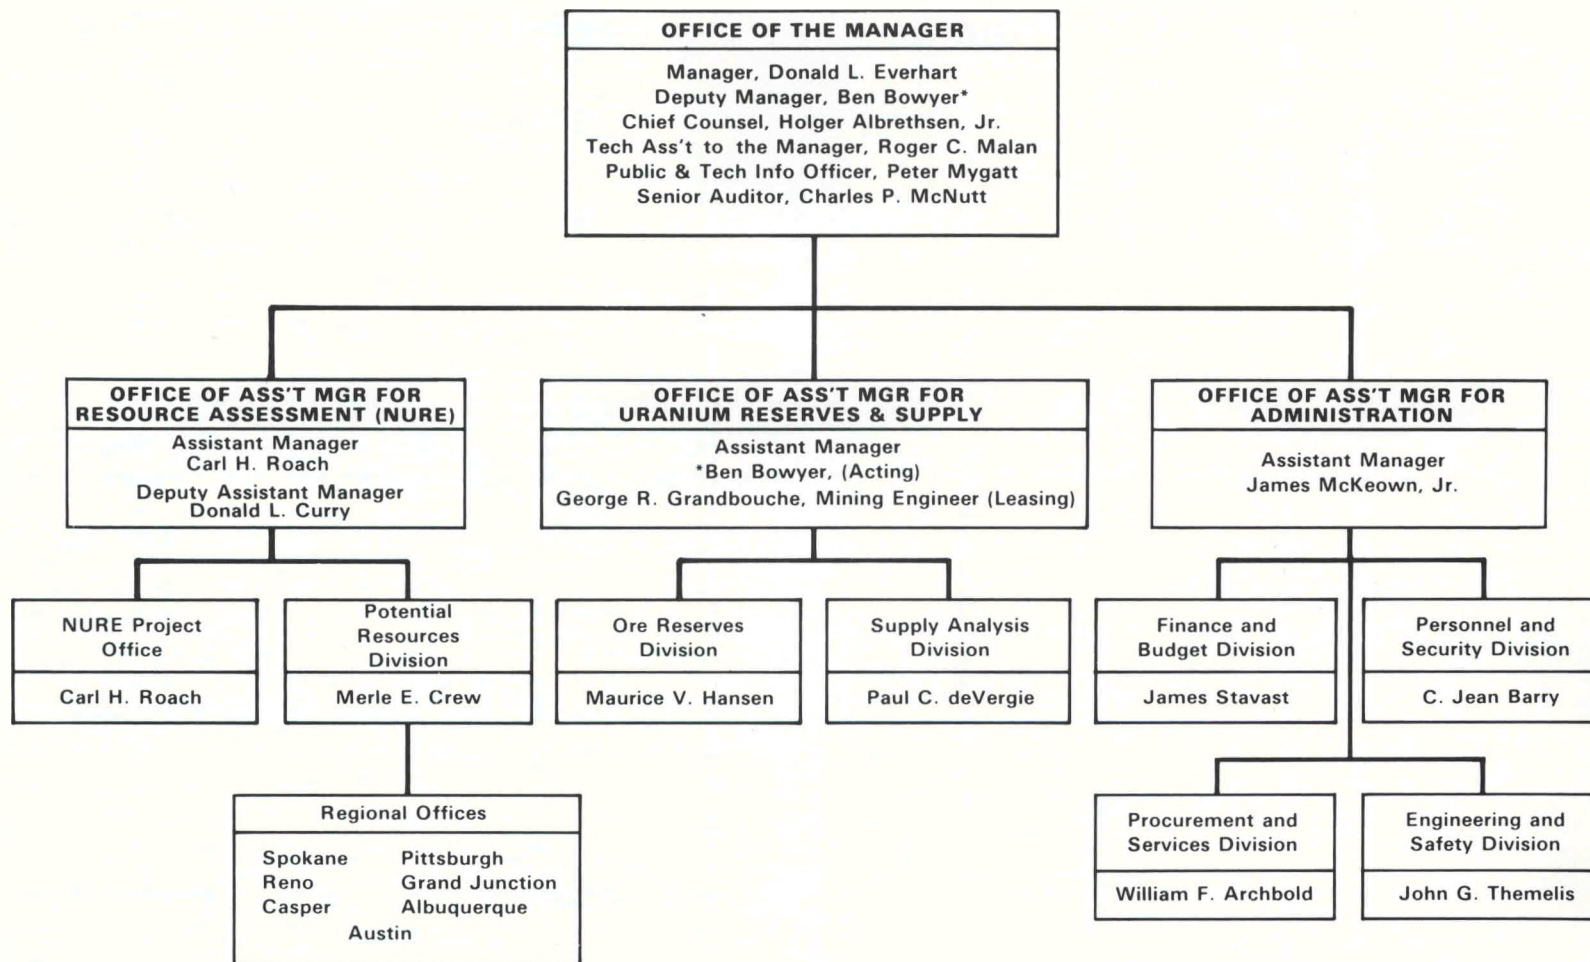 OFFICE OF THE MANAGER
Manager, Donald L. Everhart
Deputy Manager, Ben Bowyer*
Chief Counsel, Holger Albrethsen, Jr.
Tech Ass't to the Manager, Roger C. Malan
Public & Tech Info Officer, Peter Mygatt
Senior Auditor, Charles P. McNutt
OFFICE OF ASS'T MGR FOR
RESOURCE ASSESSMENT (NURE)
Assistant Manager
Carl H. Roach
Deputy Assistant Manager
Donald L. Curry
OFFICE OF ASS'T MGR FOR
URANIUM RESERVES & SUPPLY
Assistant Manager
*Ben Bowyer, (Acting)
George R. Grandbouche, Mining Engineer (Leasing)
OFFICE OF ASS'T MGR FOR
ADMINISTRATION
Assistant Manager
James McKeown, Jr.
NURE Project
Office
Carl H. Roach
Potential
Resources
Division
Merle E. Crew
Ore Reserves
Division
Maurice V. Hansen
Supply Analysis
Division
Paul C. deVergie
Finance and
Budget Division
James Stavast
Personnel and
Security Division
C. Jean Barry
Regional Offices
Spokane Pittsburgh
Reno Grand Junction
Casper Albuquerque
Austin
Procurement and
Services Division
William F. Archbold
Engineering and
Safety Division
John G. Themelis